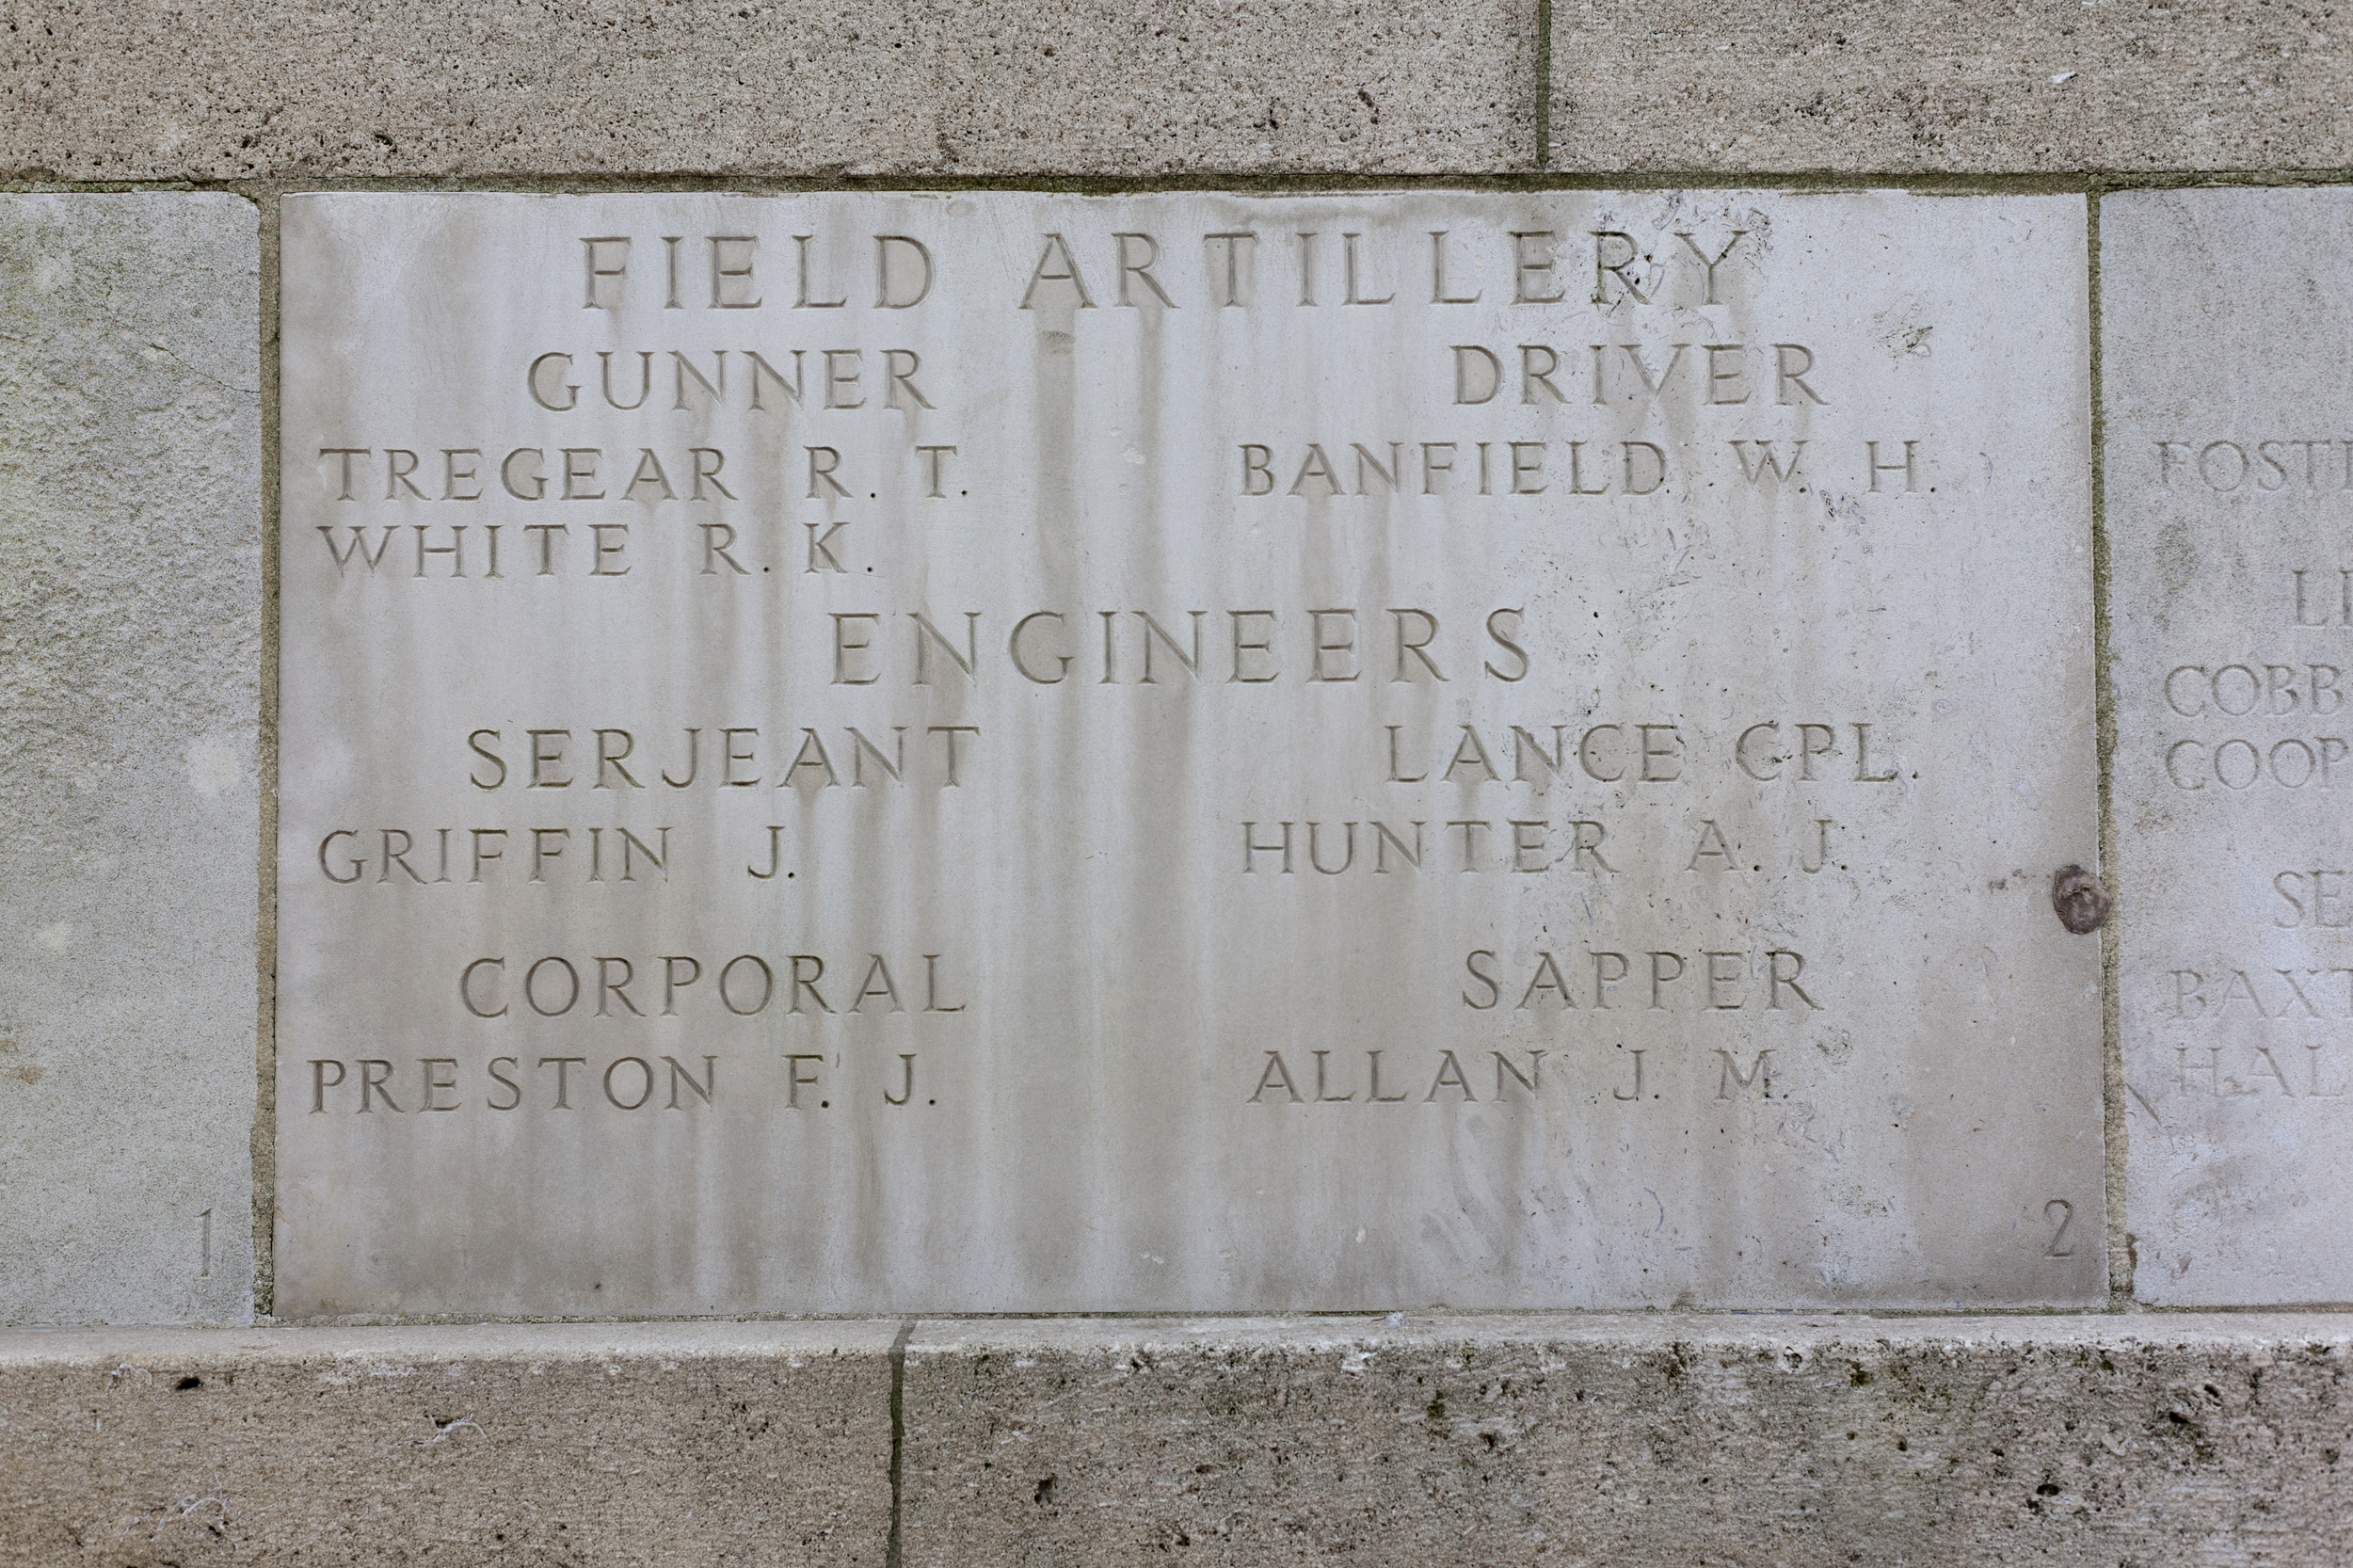 FIELD ARTILLERY
GUNNER
TREGEAR R. T.
WHITE R. K.
DRIVER
BANFIELD W. H.
ENGINEERS
SERJEANT
GRIFFIN J.
CORPORAL
PRESTON F. J.
LANCE CPL.
HUNTER A. J.
SAPPER
ALLAN J. M.
1
2